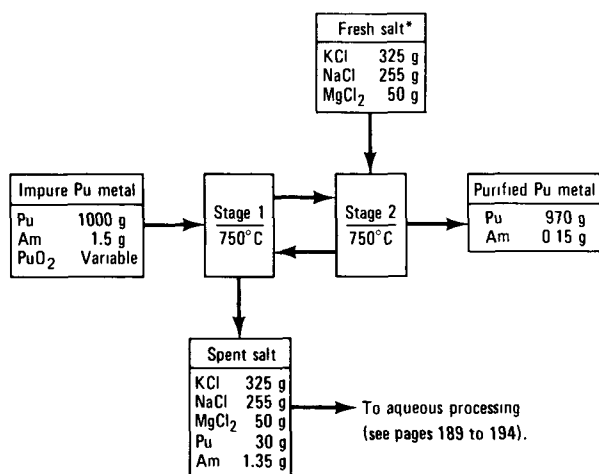 Fresh salt*
KCl 325 g
NaCl 255 g
MgCl2 50 g
Impure Pu metal
Pu 1000 g
Am 1.5 g
PuO2 Variable
Stage 1
750°C
Stage 2
750°C
Purified Pu metal
Pu 970 g
Am 0 15 g
Spent salt
KCl 325 g
NaCl 255 g
MgCl2 50 g
Pu 30 g
Am 1.35 g
To aqueous processing
(see pages 189 to 194).